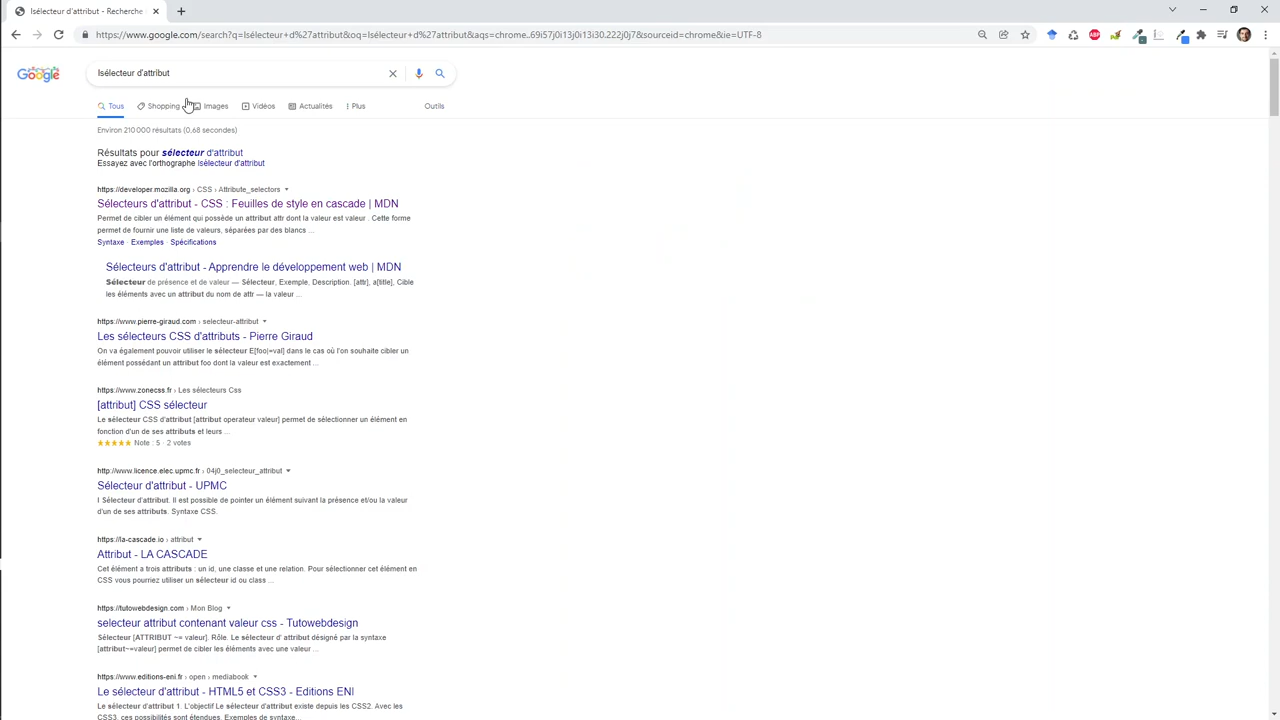 lsélecteur d'attribut - Recherche
https://www.google.com/search?q=lsélecteur+d%27attribut&oq=lsélecteur+d%27attribut&aqs=chrome..69i57j0i13j0i13i30.222j0j7&sourceid=chrome&ie=UTF-8
Google
lsélecteur d'attribut
Tous
Shopping
Images
Vidéos
Actualités
Plus
Outils
Environ 210 000 résultats (0,68 secondes)
Résultats pour sélecteur d'attribut
Essayez avec l'orthographe lsélecteur d'attribut
https://developer.mozilla.org › CSS › Attribute_selectors
Sélecteurs d'attribut - CSS : Feuilles de style en cascade | MDN
Permet de cibler un élément qui possède un attribut attr dont la valeur est valeur . Cette forme
permet de fournir une liste de valeurs, séparées par des blancs ...
Syntaxe · Exemples · Spécifications
Sélecteurs d'attribut - Apprendre le développement web | MDN
Sélecteur de présence et de valeur — Sélecteur, Exemple, Description. [attr], a[title], Cible
les éléments avec un attribut du nom de attr — la valeur ...
https://www.pierre-giraud.com › selecteur-attribut
Les sélecteurs CSS d'attributs - Pierre Giraud
On va également pouvoir utiliser le sélecteur E[foo|=val] dans le cas où l'on souhaite cibler un
élément possédant un attribut foo dont la valeur est exactement ...
https://www.zonecss.fr › Les sélecteurs Css
[attribut] CSS sélecteur
Le sélecteur CSS d'attribut [attribut operateur valeur] permet de sélectionner un élément en
fonction d'un de ses attributs et leurs ...
Note : 5 · 2 votes
http://www.licence.elec.upmc.fr › 04j0_selecteur_attribut
Sélecteur d'attribut - UPMC
I Sélecteur d'attribut. Il est possible de pointer un élément suivant la présence et/ou la valeur
d'un de ses attributs. Syntaxe CSS.
https://la-cascade.io › attribut
Attribut - LA CASCADE
Cet élément a trois attributs : un id, une classe et une relation. Pour sélectionner cet élément en
CSS vous pourriez utiliser un sélecteur id ou class ...
https://tutowebdesign.com › Mon Blog
selecteur attribut contenant valeur css - Tutowebdesign
Sélecteur [ATTRIBUT ~= valeur]. Rôle. Le sélecteur d' attribut désigné par la syntaxe
[attribut~=valeur] permet de cibler les éléments avec une valeur ...
https://www.editions-eni.fr › open › mediabook
Le sélecteur d'attribut - HTML5 et CSS3 - Editions ENI
Le sélecteur d'attribut 1. L'objectif Le sélecteur d'attribut existe depuis les CSS2. Avec les
CSS3, ces possibilités sont étendues. Exemples de syntaxe...